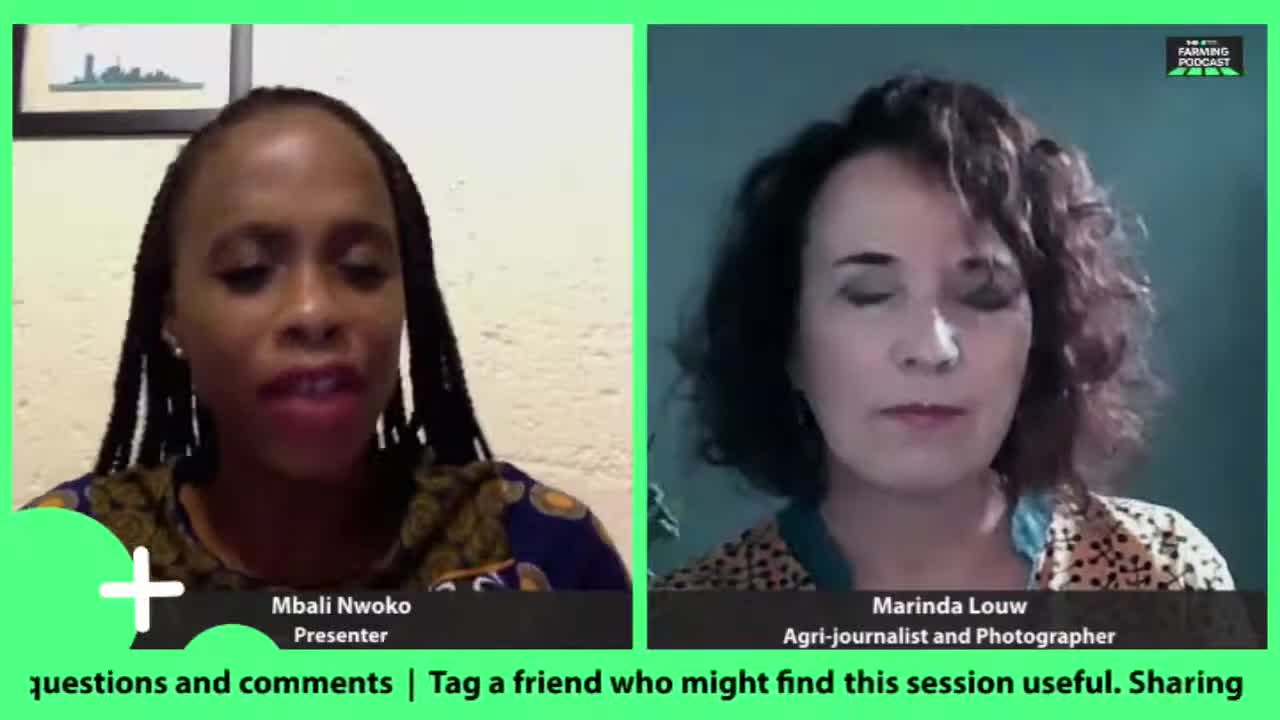 FARMING
PODCAST
Mbali Nwoko
Presenter
Marinda Louw
Agri-journalist and Photographer
questions and comments | Tag a friend who might find this session useful. Sharing